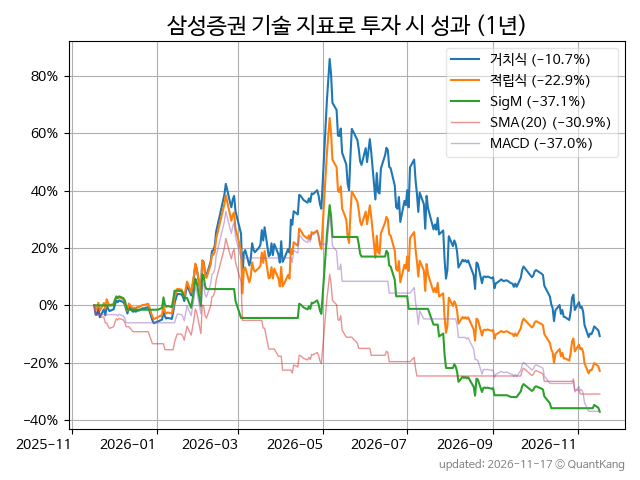 삼성증권 기술 지표로 투자 시 성과 (1년)
거치식 (−10.7%)
적립식 (−22.9%)
SigM (−37.1%)
SMA(20) (−30.9%)
MACD (−37.0%)
80%
60%
40%
20%
0%
−20%
−40%
2025−11 2026−01 2026−03 2026−05 2026−07 2026−09 2026−11
updated: 2026−11−17 © QuantKang